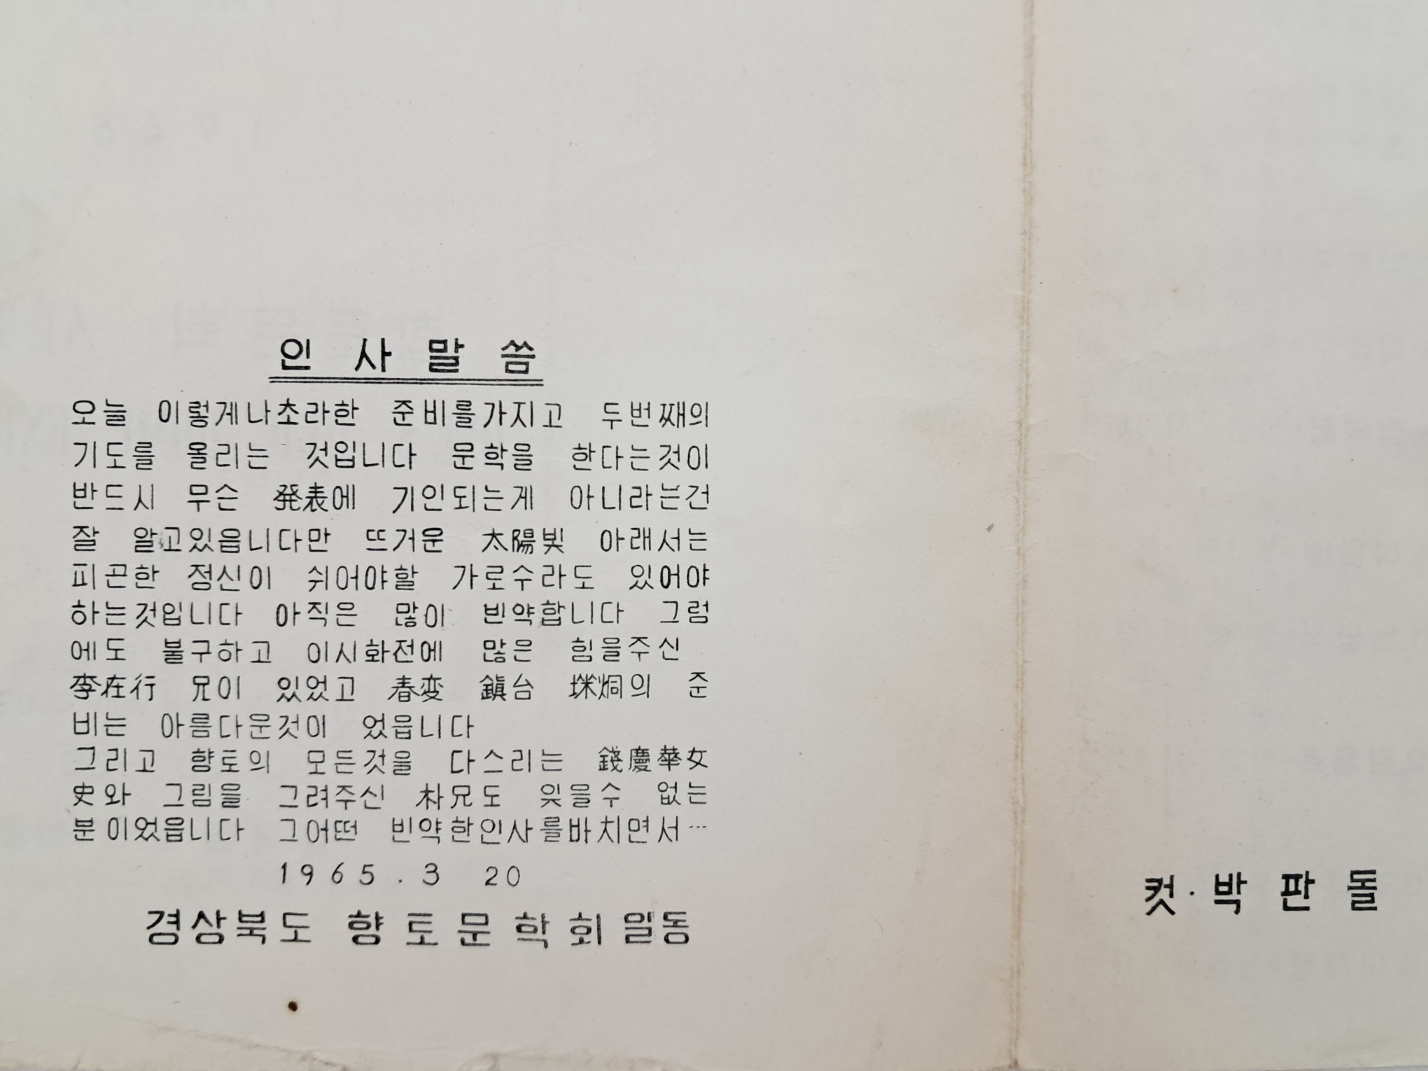 인 사 말 씀
오늘 이렇게나초라한 준비를가지고 두번째의
기도를 올리는 것입니다 문학을 한다는것이
반드시 무슨 発表에 기인되는게 아니라는건
잘 알고있읍니다만 뜨거운 太陽빛 아래서는
피곤한 정신이 쉬어야할 가로수라도 있어야
하는것입니다 아직은 많이 빈약합니다 그럼
에도 불구하고 이시화전에 많은 힘을주신
李在行 兄이 있었고 春変 鎭台 炯의 준
비는 아름다운것이 었읍니다
그리고 향토의 모든것을 다스리는 錢慶華女
史와 그림을 그려주신 朴兄도 잊을수 없는
분이었읍니다 그어떤 빈약한인사를바치면서…
1965.3 20
경상북도 향토문학회일동
컷·박판돌